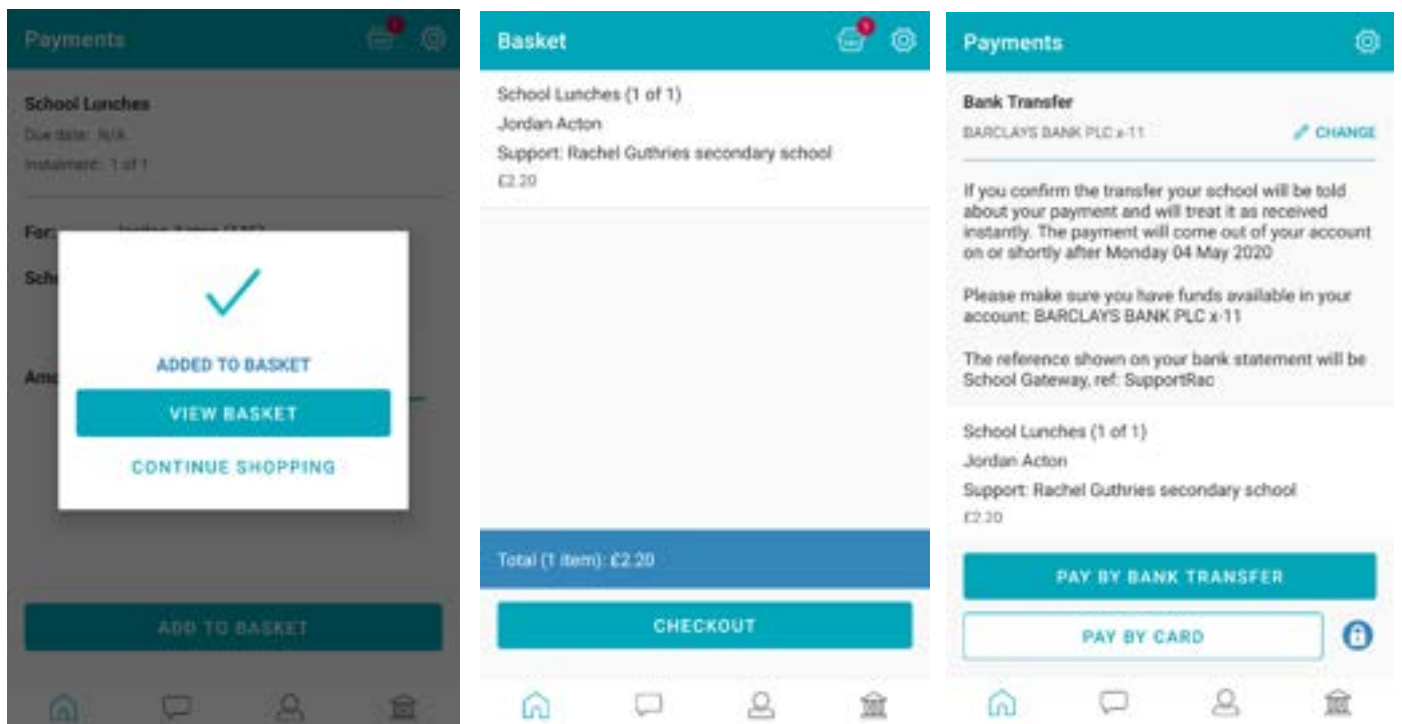 Payments
School Lunches
Due date: N/A
Instalment: 1 of 1
For:
ADDED TO BASKET
VIEW BASKET
CONTINUE SHOPPING
ADD TO BASKET
Basket
School Lunches (1 of 1)
Jordan Acton
Support: Rachel Guthries secondary school
£2.20
Total (1 item): £2.20
CHECKOUT
Payments
Bank Transfer
BARCLAYS BANK PLC x-11
CHANGE
If you confirm the transfer your school will be told
about your payment and will treat it as received
instantly. The payment will come out of your account
on or shortly after Monday 04 May 2020
Please make sure you have funds available in your
account: BARCLAYS BANK PLC x-11
The reference shown on your bank statement will be
School Gateway, ref: SupportRac
School Lunches (1 of 1)
Jordan Acton
Support: Rachel Guthries secondary school
£2.20
PAY BY BANK TRANSFER
PAY BY CARD